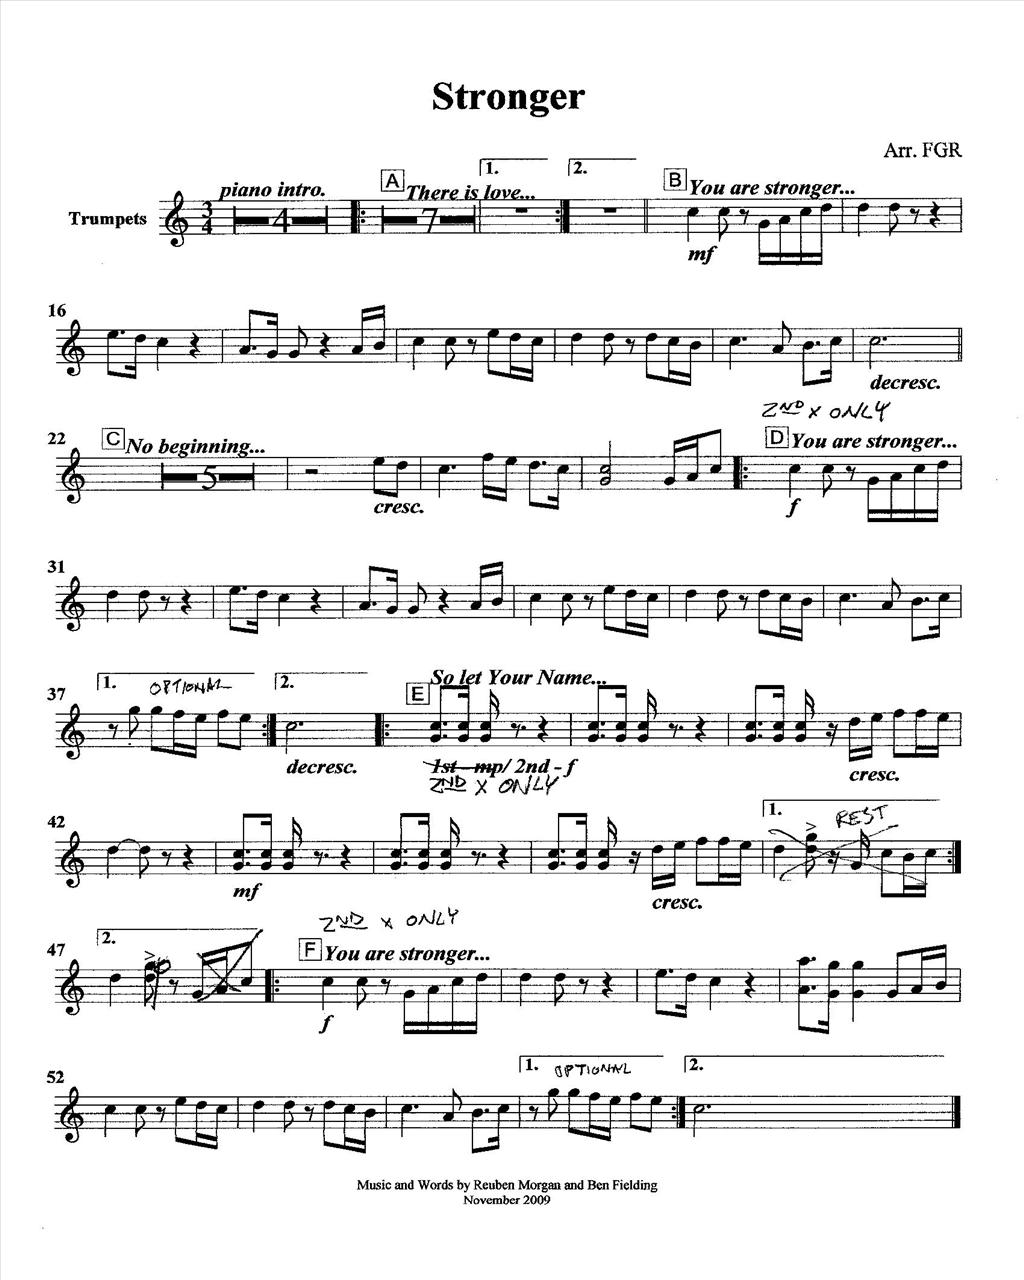 Stronger
Arr. FGR
Trumpets
piano intro.
4
A
There is love...
7
1.
2.
B
You are stronger...
mf
16
decresc.
22
C
No beginning...
5
cresc.
2ND X ONLY
D
You are stronger...
f
31
37
1.
OPTIONAL
2.
decresc.
E
So let Your Name...
1st - mp/ 2nd - f
2ND X ONLY
cresc.
42
mf
cresc.
1.
REST
47
2.
2ND X ONLY
F
You are stronger...
f
52
1.
OPTIONAL
2.
Music and Words by Reuben Morgan and Ben Fielding
November 2009